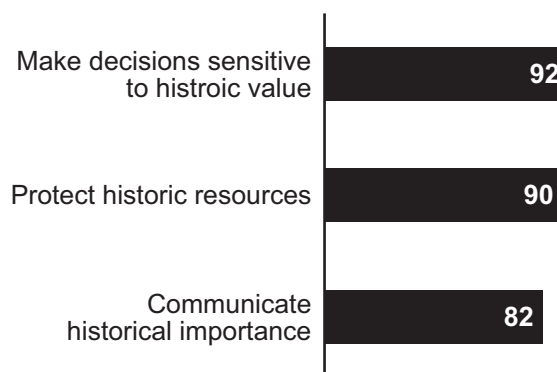 Make decisions sensitive
to histroic value
92
Protect historic resources
90
Communicate
historical importance
82